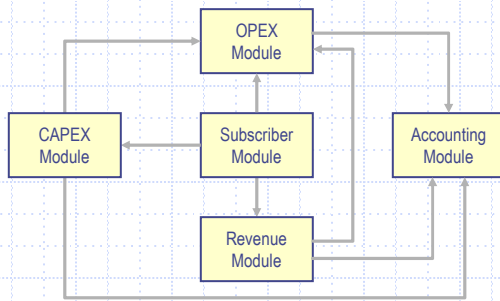 OPEX
Module
CAPEX
Module
Subscriber
Module
Accounting
Module
Revenue
Module